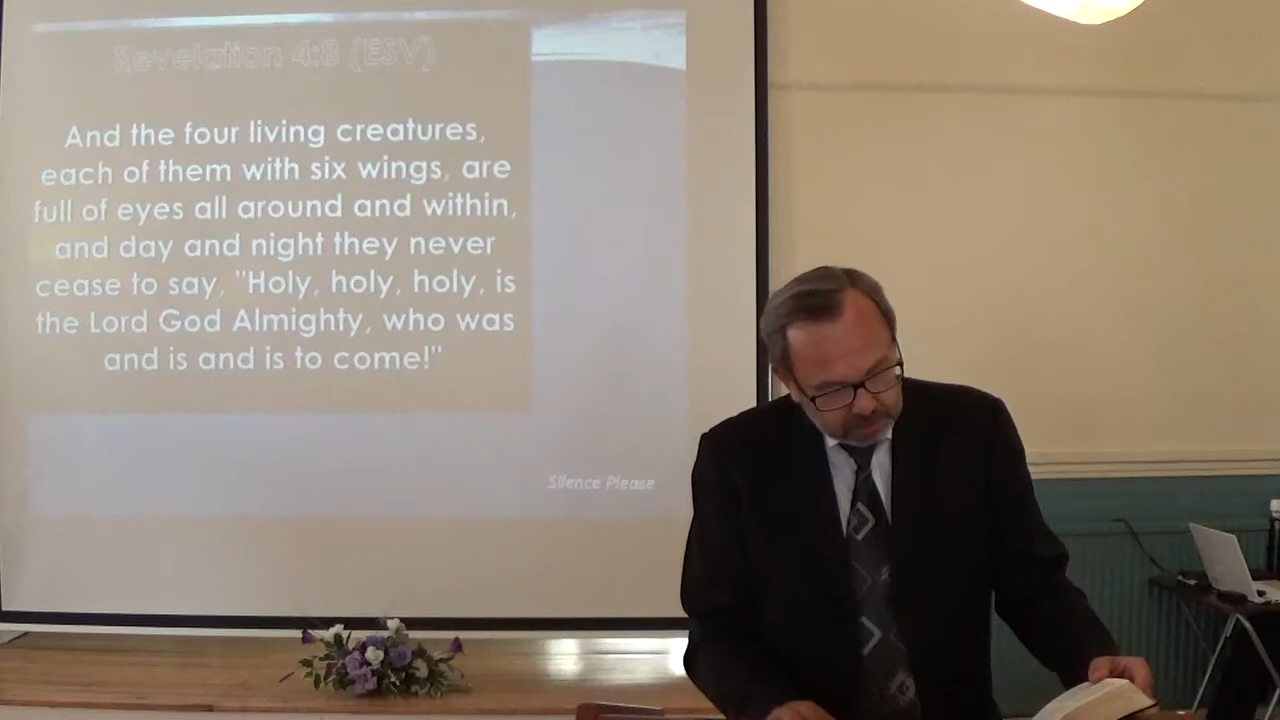 Revelation 4:8 (ESV)
And the four living creatures,
each of them with six wings, are
full of eyes all around and within,
and day and night they never
cease to say, "Holy, holy, holy, is
the Lord God Almighty, who was
and is and is to come!"
Silence Please